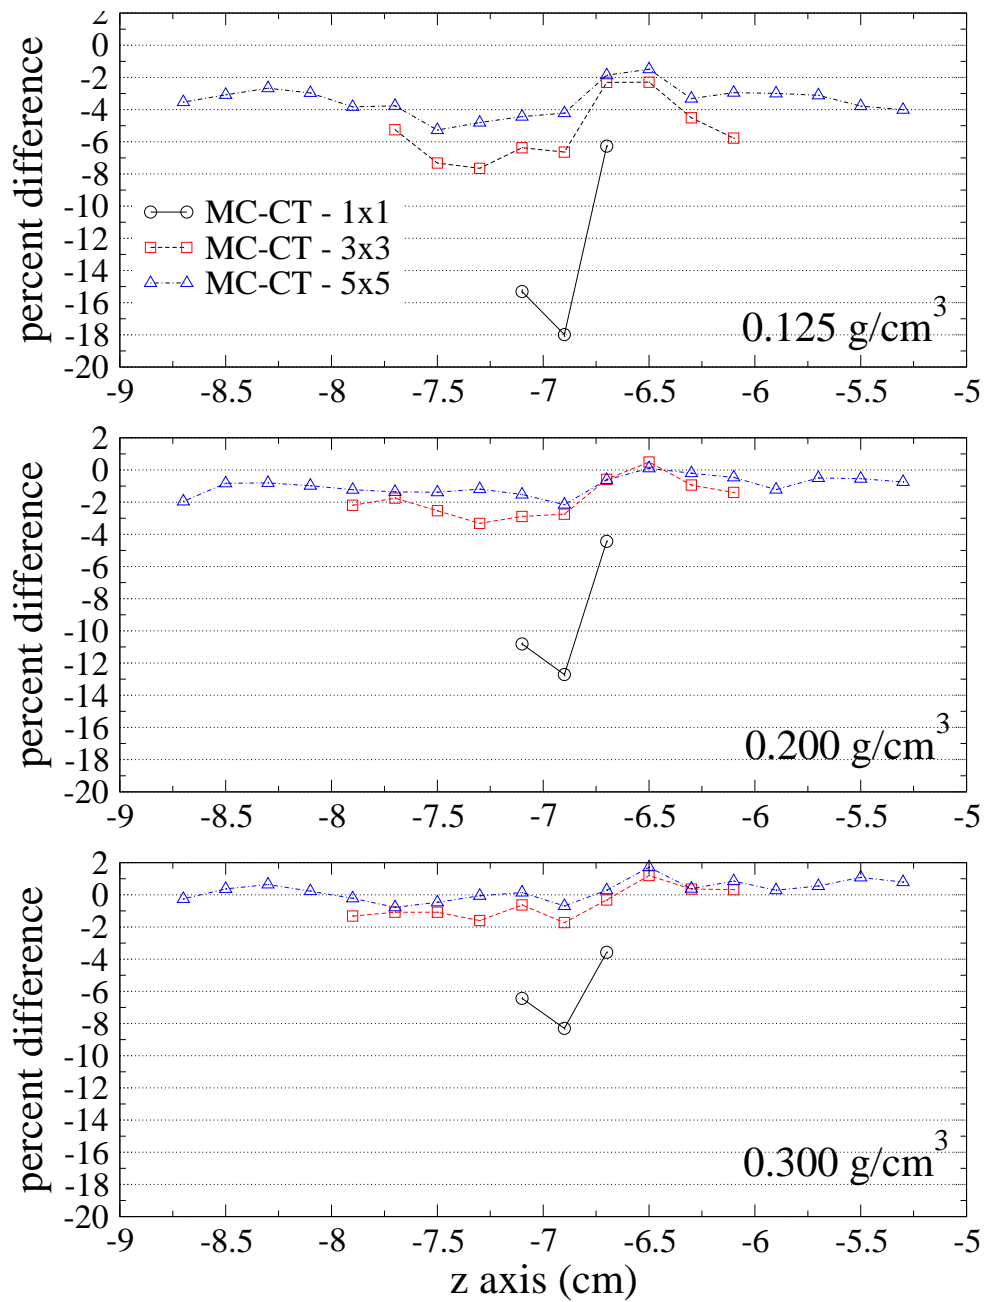 2
0
-2
-4
-6
-8
-10
-12
-14
-16
-18
-20
percent difference
MC-CT - 1x1
MC-CT - 3x3
MC-CT - 5x5
0.125 g/cm³
-9 -8.5 -8 -7.5 -7 -6.5 -6 -5.5 -5
2
0
-2
-4
-6
-8
-10
-12
-14
-16
-18
-20
percent difference
0.200 g/cm³
-9 -8.5 -8 -7.5 -7 -6.5 -6 -5.5 -5
2
0
-2
-4
-6
-8
-10
-12
-14
-16
-18
-20
percent difference
0.300 g/cm³
-9 -8.5 -8 -7.5 -7 -6.5 -6 -5.5 -5
z axis (cm)